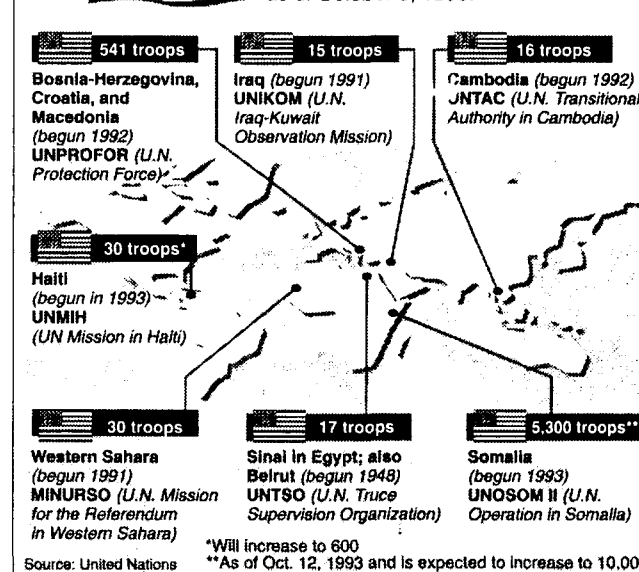 541 troops
Bosnia-Herzegovina,
Croatia, and
Macedonia
(begun 1992)
UNPROFOR (U.N.
Protection Force)
15 troops
Iraq (begun 1991)
UNIKOM (U.N.
Iraq-Kuwait
Observation Mission)
16 troops
Cambodia (begun 1992)
UNTAC (U.N. Transitional
Authority in Cambodia)
30 troops*
Haiti
(begun in 1993)
UNMIH
(UN Mission in Haiti)
30 troops
Western Sahara
(begun 1991)
MINURSO (U.N. Mission
for the Referendum
in Western Sahara)
17 troops
Sinai in Egypt; also
Beirut (begun 1948)
UNTSO (U.N. Truce
Supervision Organization)
5,300 troops**
Somalia
(begun 1993)
UNOSOM II (U.N.
Operation in Somalia)
*Will increase to 600
Source: United Nations
**As of Oct. 12, 1993 and is expected to increase to 10,00